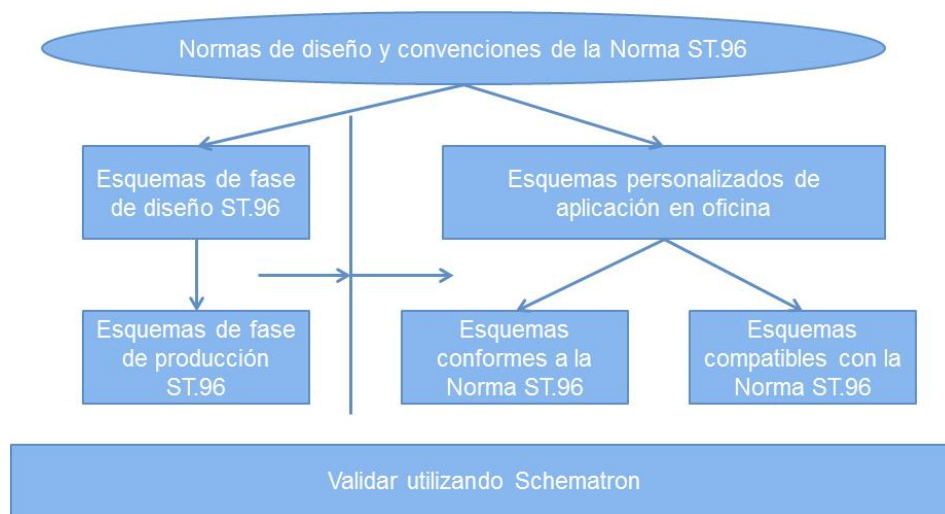 Normas de diseño y convenciones de la Norma ST.96
Esquemas de fase
de diseño ST.96
Esquemas personalizados de
aplicación en oficina
Esquemas de fase
de producción
ST.96
Esquemas
conformes a la
Norma ST.96
Esquemas
compatibles con la
Norma ST.96
Validar utilizando Schematron